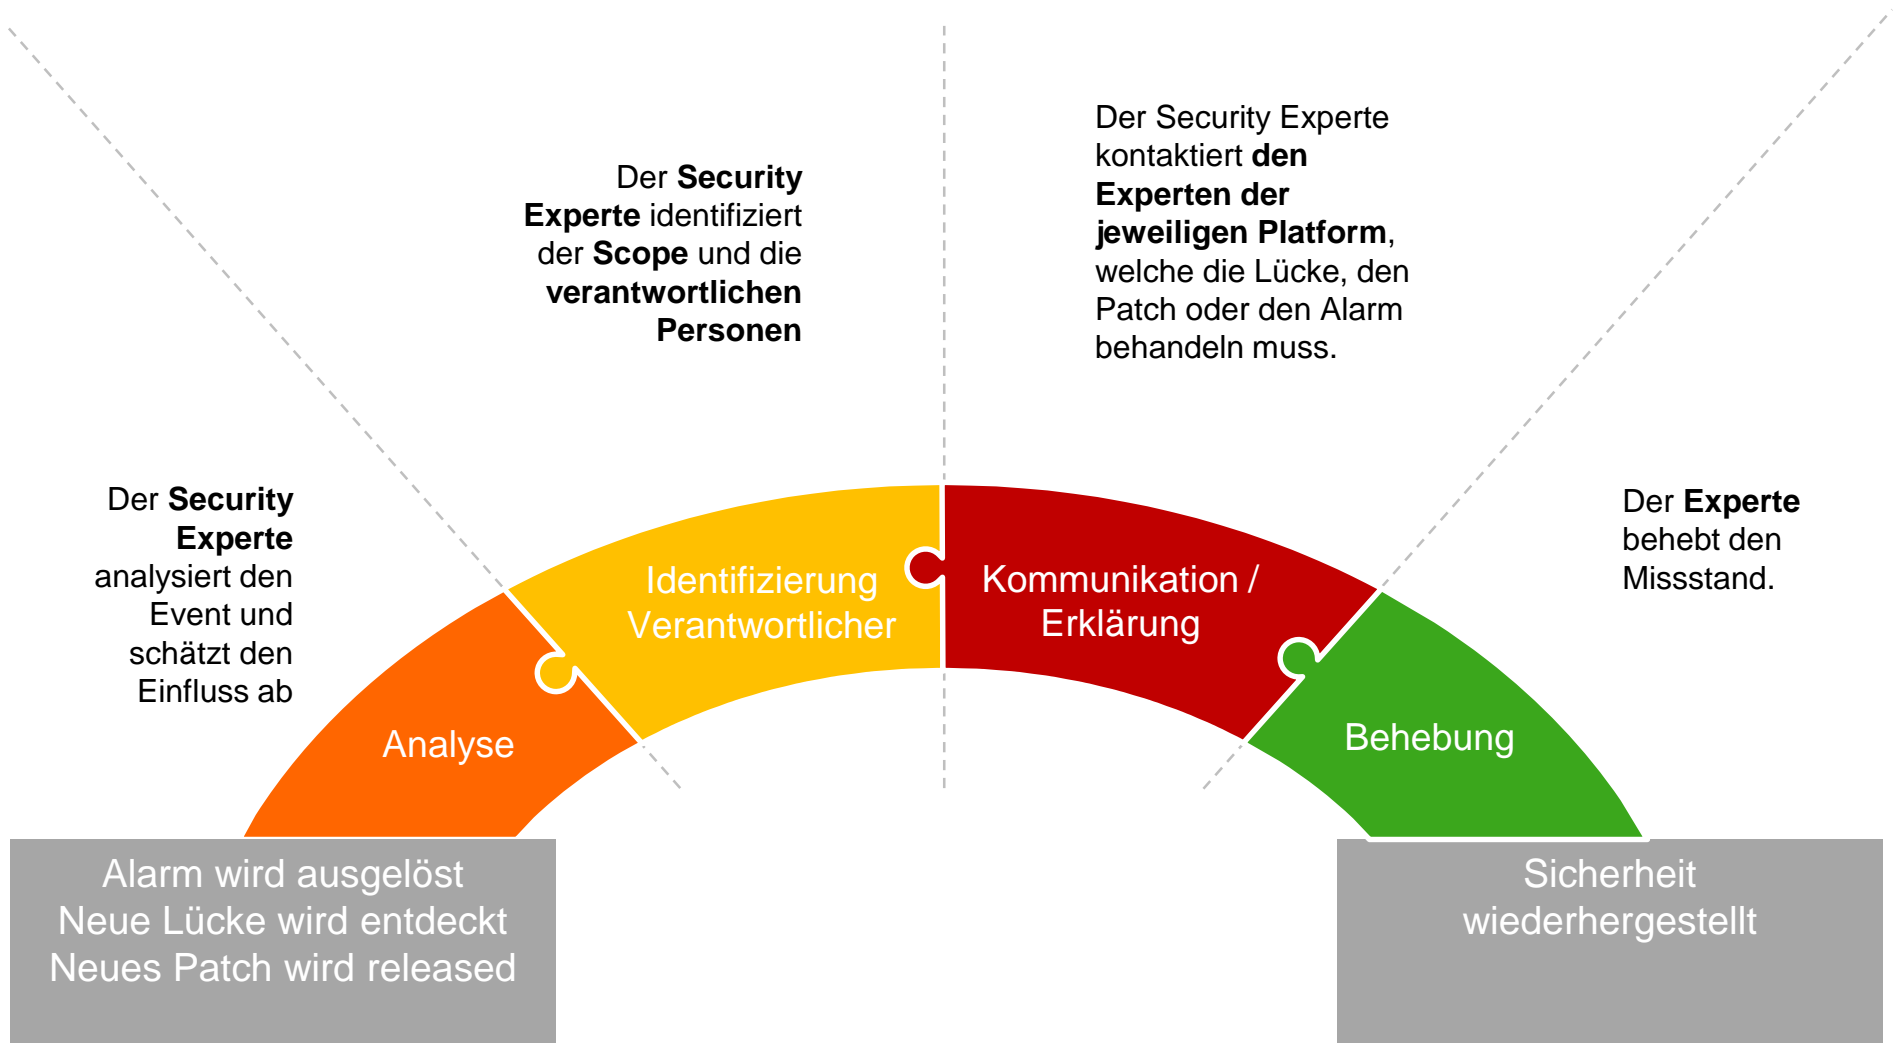 Der Security
Experte
analysiert den
Event und
schätzt den
Einfluss ab
Der Security
Experte identifiziert
der Scope und die
verantwortlichen
Personen
Der Security Experte
kontaktiert den
Experten der
jeweiligen Platform,
welche die Lücke, den
Patch oder den Alarm
behandeln muss.
Der Experte
behebt den
Missstand.
Analyse
Identifizierung
Verantwortlicher
Kommunikation /
Erklärung
Behebung
Alarm wird ausgelöst
Neue Lücke wird entdeckt
Neues Patch wird released
Sicherheit
wiederhergestellt